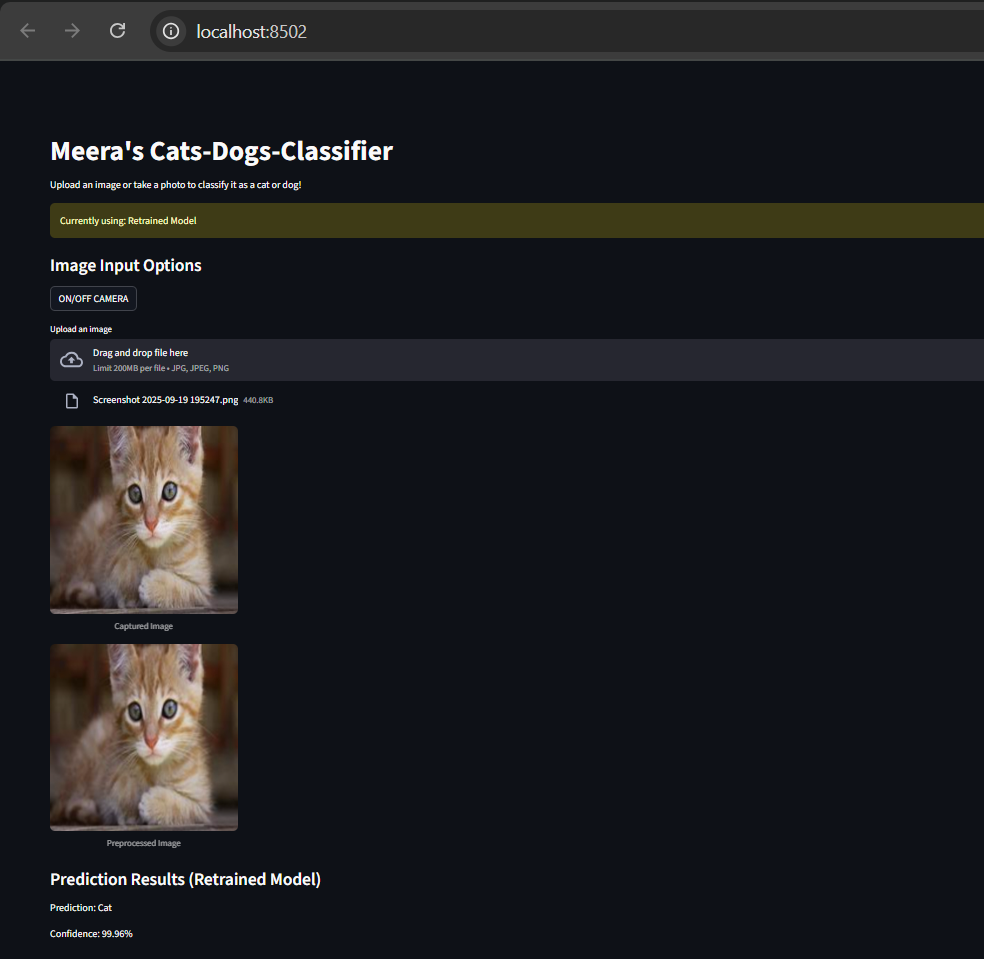 localhost:8502
Meera's Cats-Dogs-Classifier
Upload an image or take a photo to classify it as a cat or dog!
Currently using: Retrained Model
Image Input Options
ON/OFF CAMERA
Upload an image
Drag and drop file here
Limit 200MB per file • JPG, JPEG, PNG
Screenshot 2025-09-19 195247.png 440.8KB
Captured Image
Preprocessed Image
Prediction Results (Retrained Model)
Prediction: Cat
Confidence: 99.96%